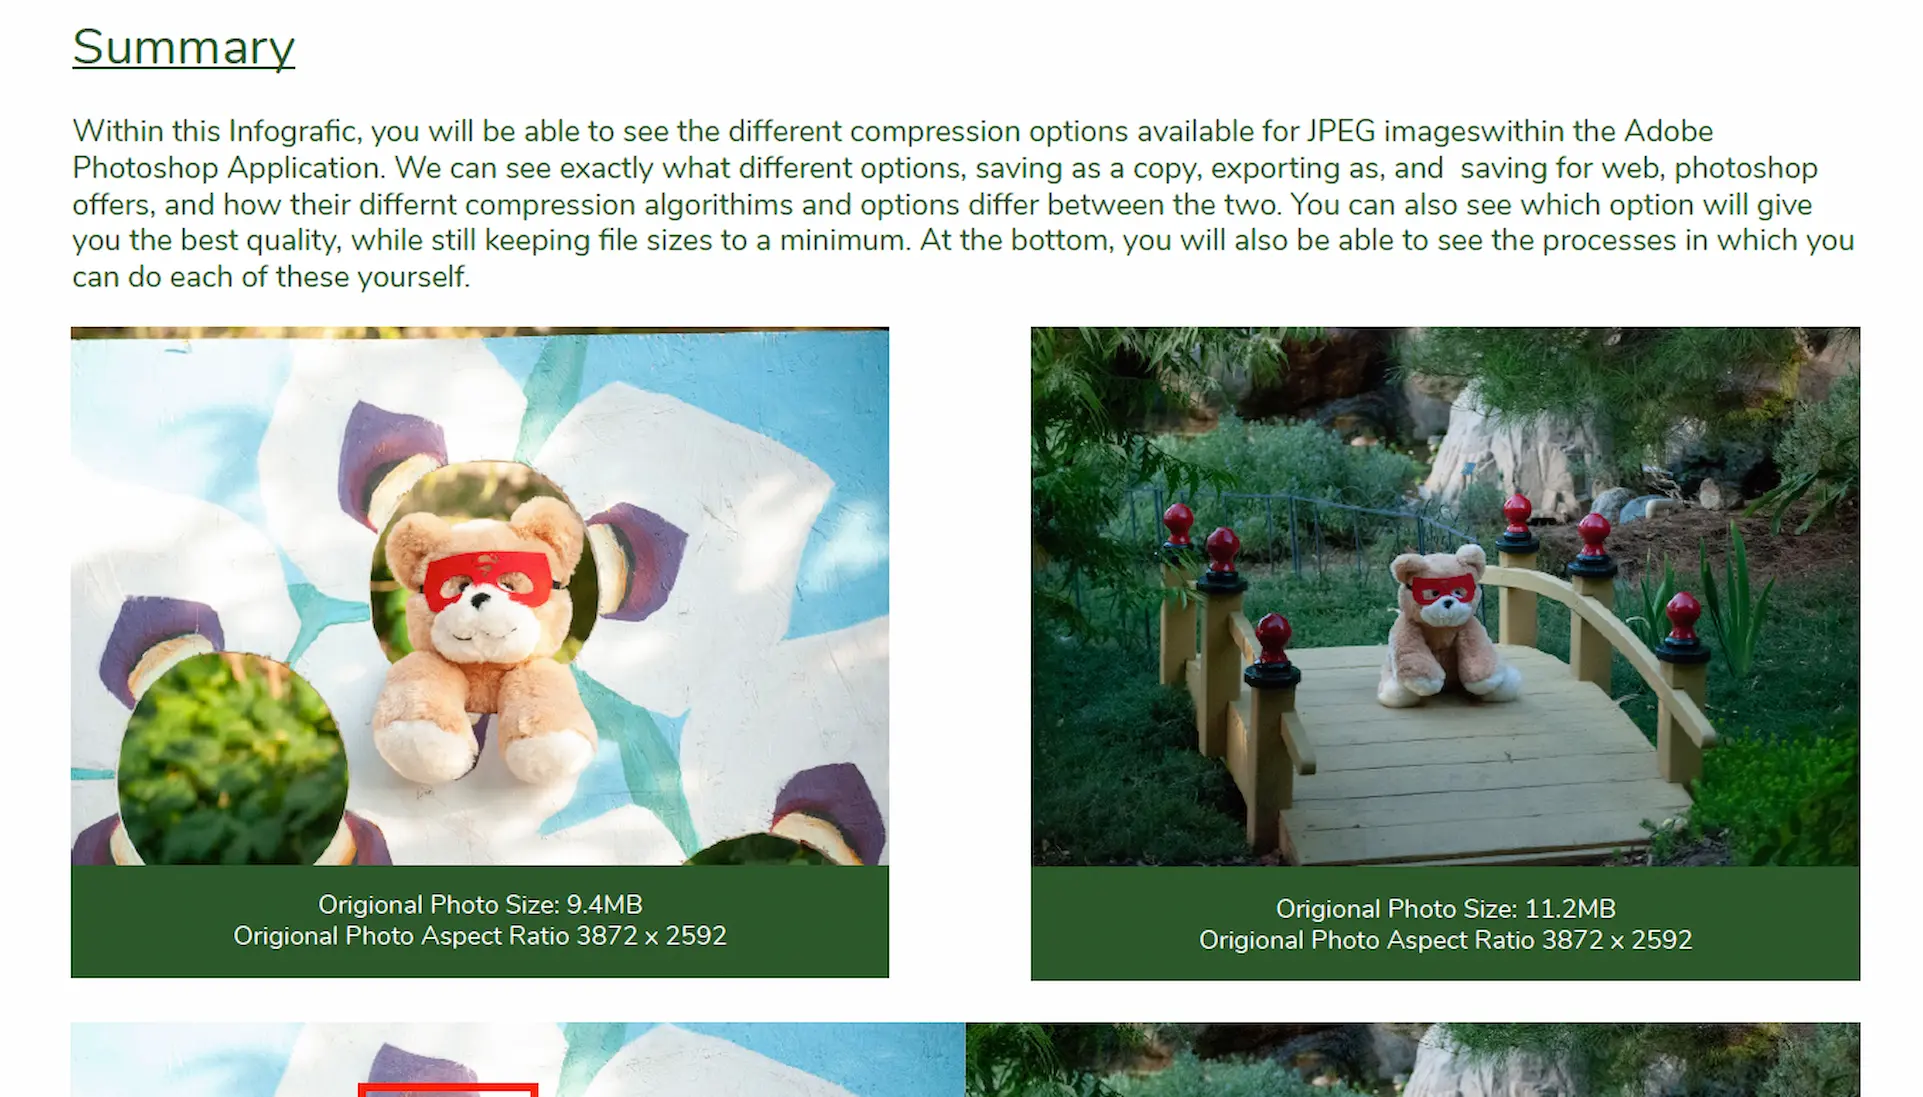 Summary
Within this Infografic, you will be able to see the different compression options available for JPEG imageswithin the Adobe
Photoshop Application. We can see exactly what different options, saving as a copy, exporting as, and  saving for web, photoshop
offers, and how their differnt compression algorithims and options differ between the two. You can also see which option will give
you the best quality, while still keeping file sizes to a minimum. At the bottom, you will also be able to see the processes in which you
can do each of these yourself.
Origional Photo Size: 9.4MB
Origional Photo Aspect Ratio 3872 x 2592
Origional Photo Size: 11.2MB
Origional Photo Aspect Ratio 3872 x 2592